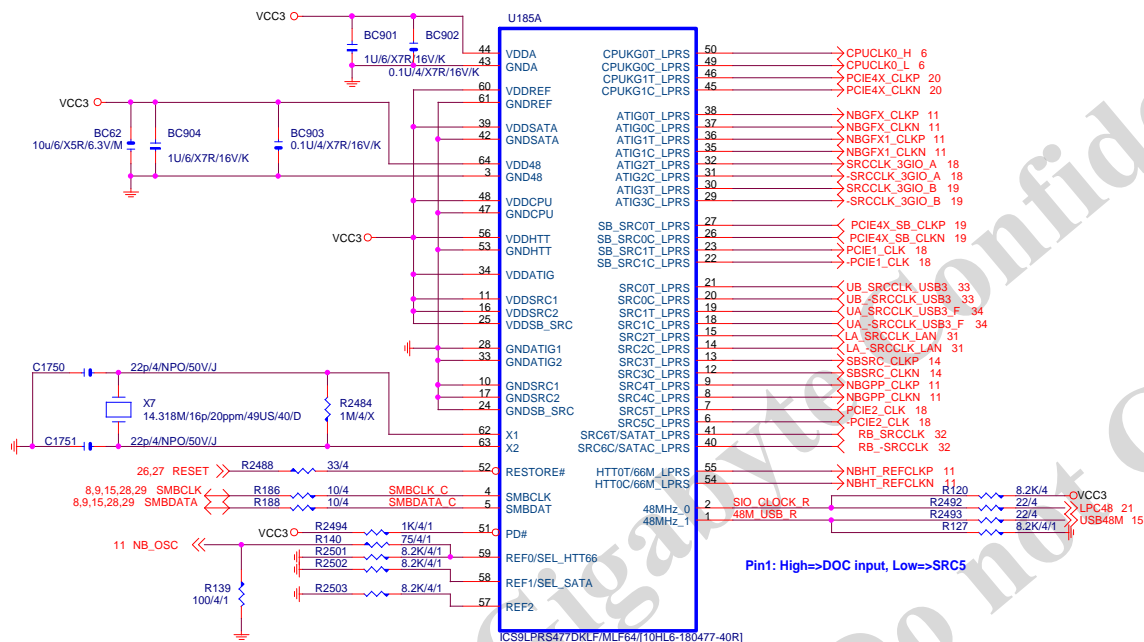 U185A
VCC3
BC901
1U/6/X7R/16V/K
BC902
0.1U/4/X7R/16V/K
VCC3
BC62
10u/6/X5R/6.3V/M
BC904
1U/6/X7R/16V/K
BC903
0.1U/4/X7R/16V/K
VCC3
44 VDDA
43 GNDA
60 VDDREF
61 GNDREF
39 VDDSATA
42 GNDSATA
64 VDD48
3 GND48
48 VDDCPU
47 GNDCPU
56 VDDHTT
53 GNDHTT
34 VDDATIG
11 VDDSRC1
16 VDDSRC2
25 VDDSB_SRC
28 GNDATIG1
33 GNDATIG2
10 GNDSRC1
17 GNDSRC2
24 GNDSB_SRC
62 X1
63 X2
52 RESTORE#
4 SMBCLK
5 SMBDAT
51 PD#
59 REF0/SEL_HTT66
58 REF1/SEL_SATA
57 REF2
C1750 22p/4/NPO/50V/J
X7
14.318M/16p/20ppm/49US/40/D
R2484
1M/4/X
C1751 22p/4/NPO/50V/J
26,27 RESET R2488 33/4
8,9,15,28,29 SMBCLK R186 10/4 SMBCLK_C
8,9,15,28,29 SMBDATA R188 10/4 SMBDATA_C
VCC3 R2494 1K/4/1
11 NB_OSC R140 75/4/1
R2501 8.2K/4/1
R2502 8.2K/4/1
R2503 8.2K/4/1
R139
100/4/1
CPUKG0T_LPRS 50 CPUCLK0_H 6
CPUKG0C_LPRS 49 CPUCLK0_L 6
CPUKG1T_LPRS 46 PCIE4X_CLKP 20
CPUKG1C_LPRS 45 PCIE4X_CLKN 20
ATIG0T_LPRS 38 NBGFX_CLKP 11
ATIG0C_LPRS 37 NBGFX_CLKN 11
ATIG1T_LPRS 36 NBGFX1_CLKP 11
ATIG1C_LPRS 35 NBGFX1_CLKN 11
ATIG2T_LPRS 32 SRCCLK_3GIO_A 18
ATIG2C_LPRS 31 -SRCCLK_3GIO_A 18
ATIG3T_LPRS 30 SRCCLK_3GIO_B 19
ATIG3C_LPRS 29 -SRCCLK_3GIO_B 19
SB_SRC0T_LPRS 27 PCIE4X_SB_CLKP 19
SB_SRC0C_LPRS 26 PCIE4X_SB_CLKN 19
SB_SRC1T_LPRS 23 PCIE1_CLK 18
SB_SRC1C_LPRS 22 -PCIE1_CLK 18
SRC0T_LPRS 21 UB_SRCCLK_USB3 33
SRC0C_LPRS 20 UB_-SRCCLK_USB3 33
SRC1T_LPRS 19 UA_SRCCLK_USB3_F 34
SRC1C_LPRS 18 UA_-SRCCLK_USB3_F 34
SRC2T_LPRS 15 LA_SRCCLK_LAN 31
SRC2C_LPRS 14 LA_-SRCCLK_LAN 31
SRC3T_LPRS 13 SBSRC_CLKP 14
SRC3C_LPRS 12 SBSRC_CLKN 14
SRC4T_LPRS 9 NBGPP_CLKP 11
SRC4C_LPRS 8 NBGPP_CLKN 11
SRC5T_LPRS 7 PCIE2_CLK 18
SRC5C_LPRS 6 -PCIE2_CLK 18
SRC6T/SATAT_LPRS 41 RB_SRCCLK 32
SRC6C/SATAC_LPRS 40 RB_-SRCCLK 32
HTT0T/66M_LPRS 55 NBHT_REFCLKP 11
HTT0C/66M_LPRS 54 NBHT_REFCLKN 11
R120 8.2K/4 VCC3
48MHz_0 2 SIO_CLOCK_R R2492 22/4 LPC48 21
48MHz_1 1 48M_USB_R R2493 22/4 USB48M 15
R127 8.2K/4/1
Pin1: High=>DOC input, Low=>SRC5
ICS9LPRS477DKLF/MLF64/[10HL6-180477-40R]
Gigabyte Confide
Do not C